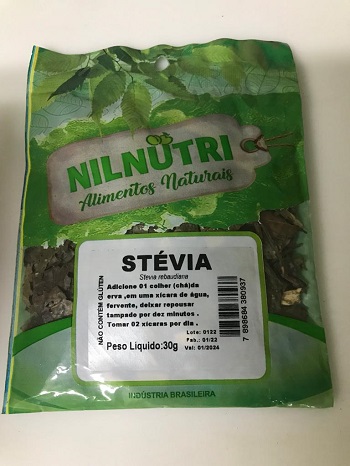 NILNUTRI
Alimentos Naturais
STÉVIA
Stevia rebaudiana
Adicione 01 colher (chá)da
erva ,em uma xícara de água,
fervente, deixar repousar
tampado por dez minutos .
Tomar 02 xícaras por dia .
Lote: 0122
Fab.: 01/22
Val: 01/2024
Peso Liquido:30g
NÃO CONTÉM GLÚTEN
7 898684 380937
INDÚSTRIA BRASILEIRA